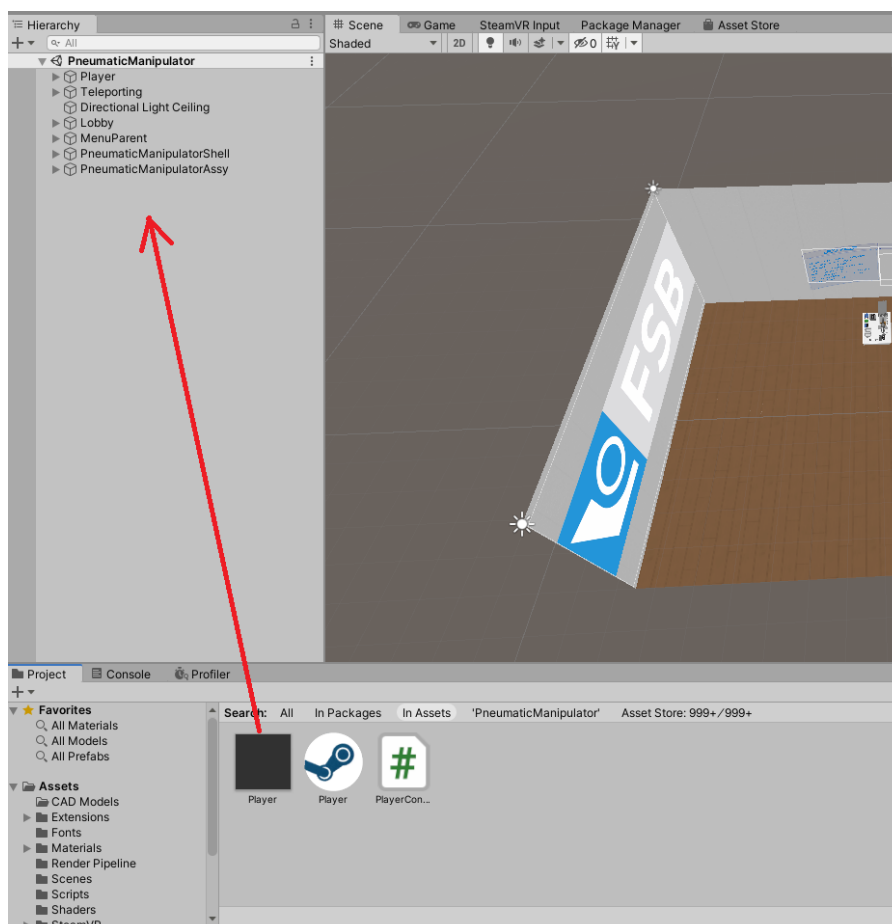 Hierarchy
All
PneumaticManipulator
Player
Teleporting
Directional Light Ceiling
Lobby
MenuParent
PneumaticManipulatorShell
PneumaticManipulatorAssy
Scene Game SteamVR Input Package Manager Asset Store
Shaded 2D 0
FSB
Project Console Profiler
Favorites
All Materials
All Models
All Prefabs
Assets
CAD Models
Extensions
Fonts
Materials
Render Pipeline
Scenes
Scripts
Shaders
SteamVR
Search: All In Packages In Assets 'PneumaticManipulator' Asset Store: 999+/999+
Player Player PlayerCon...